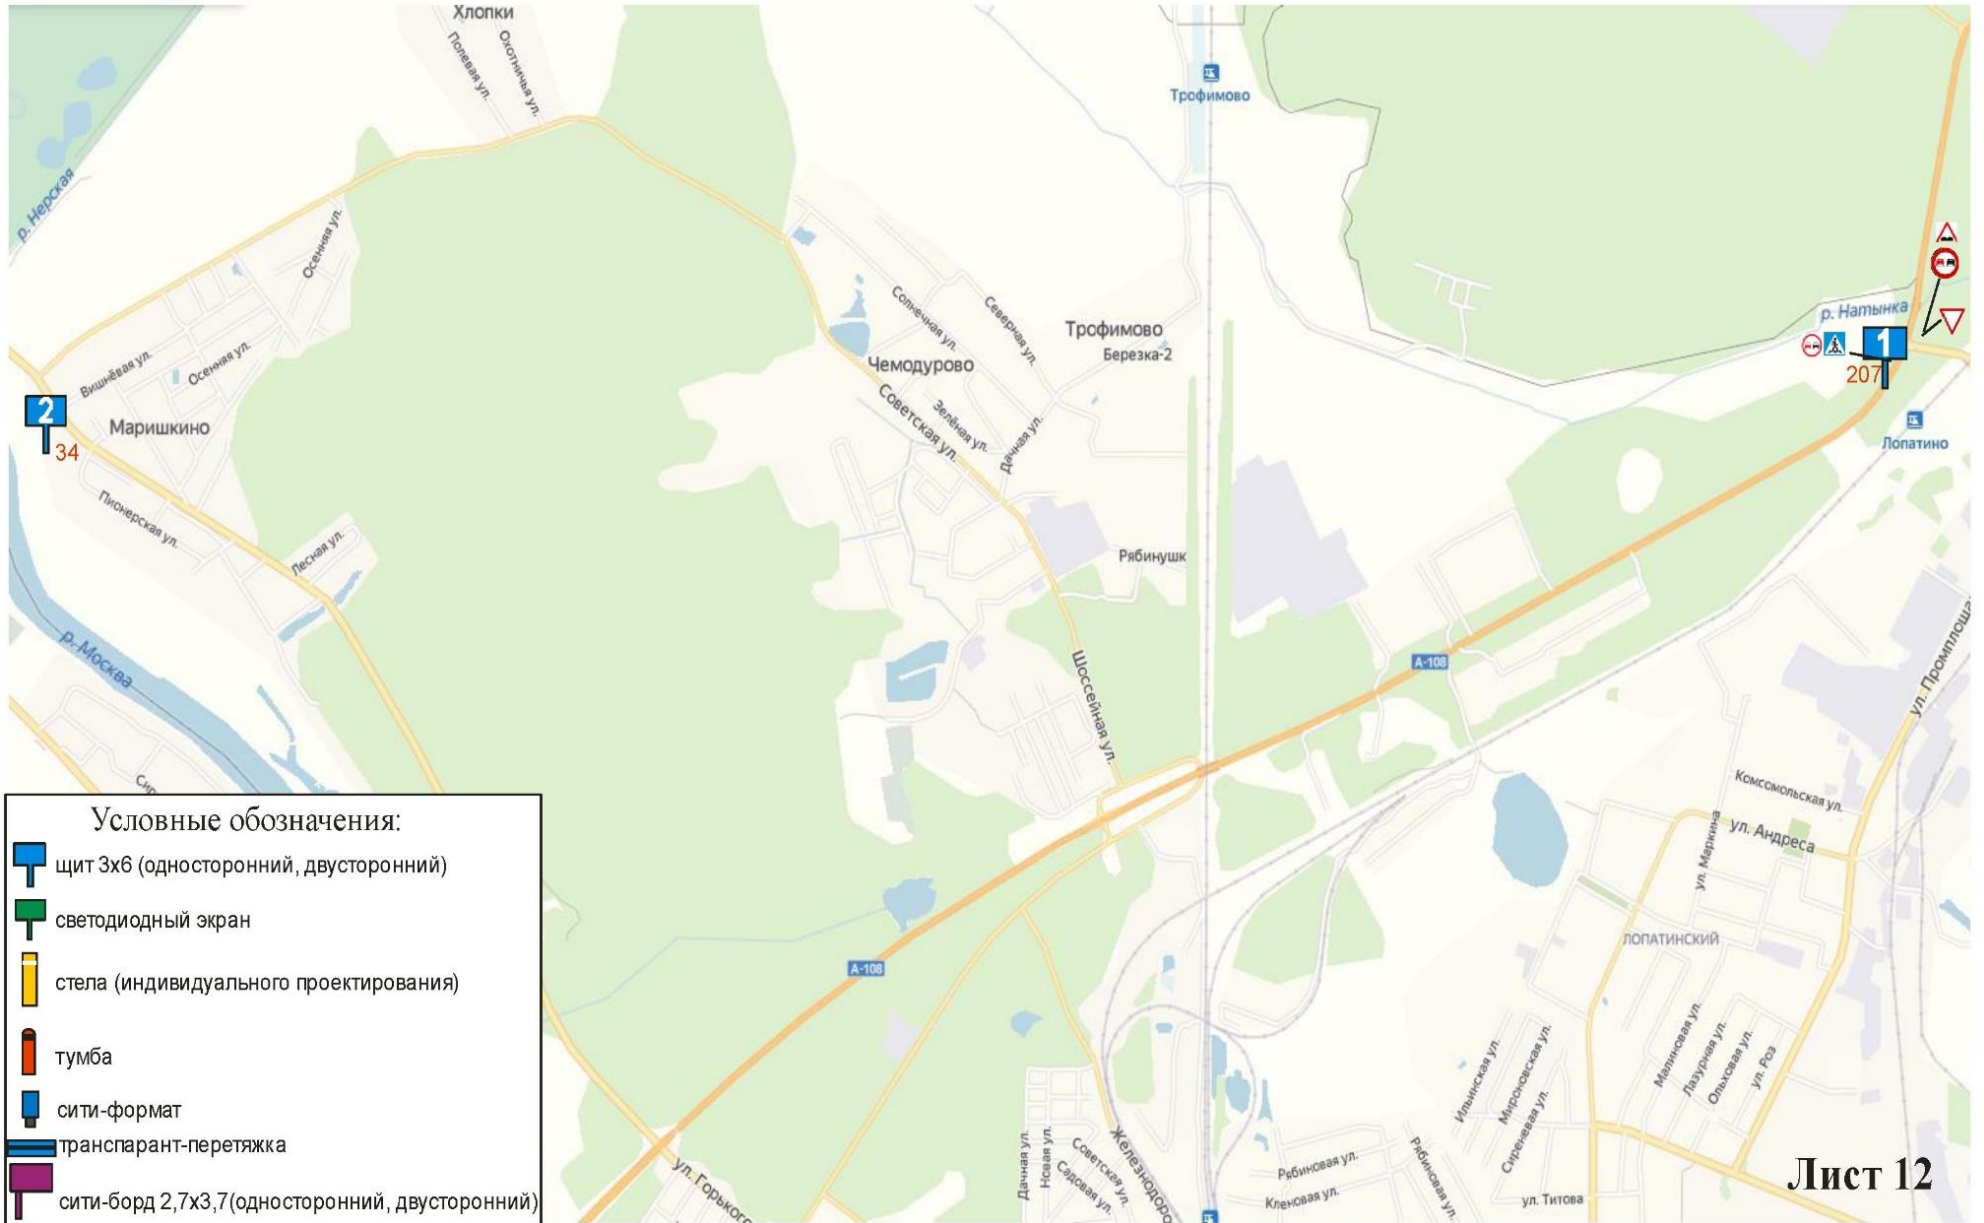 Хлопки
Полевая ул.
Охотничья ул.
Трофимово
р. Нерская
Осенняя ул.
р. Натынка
Солнечная ул.
Северная ул.
Трофимово
Березка-2
1
207
Вишнёвая ул.
Осенняя ул.
Чемодурово
Советская ул.
Зелёная ул.
Дачная ул.
2
34
Маришкино
Лопатино
Пионерская ул.
Лесная ул.
Рябинушк
р. Москва
Шоссейная ул.
А-108
ул. Промплоща
Сир
Комсомольская ул.
ул. Андреса
ул. Маркина
ЛОПАТИНСКИЙ
А-108
Малиновая ул.
Лазурная ул.
Ольховая ул.
ул. Роз
Ильинская ул.
Мироновская ул.
Сиреневая ул.
Дачная ул.
Новая ул.
Советская ул.
Садовая ул.
Железнодоро
ул. Горького
Рябиновая ул.
Кленовая ул.
Рябиновая ул.
ул. Титова
Условные обозначения:
щит 3х6 (односторонний, двусторонний)
светодиодный экран
стела (индивидуального проектирования)
тумба
сити-формат
транспарант-перетяжка
сити-борд 2,7х3,7(односторонний, двусторонний)
Лист 12